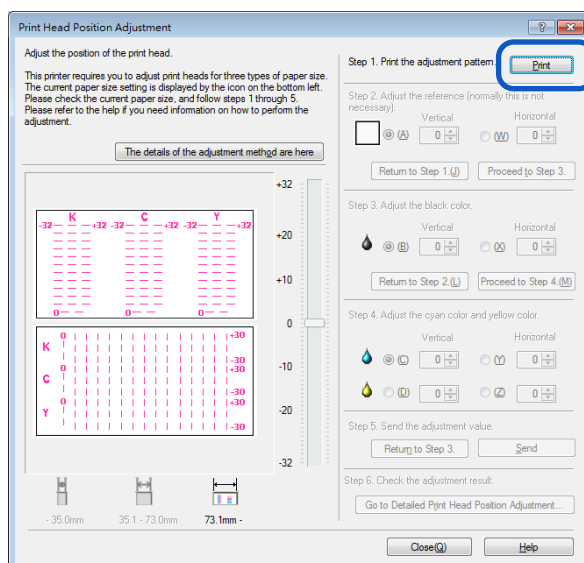 Print Head Position Adjustment
Adjust the position of the print head.
This printer requires you to adjust print heads for three types of paper size.
The current paper size setting is displayed by the icon on the bottom left.
Please check the current paper size, and follow steps 1 through 5.
Please refer to the help if you need information on how to perform the
adjustment.
The details of the adjustment method are here
K C Y
-32 +32 -32 +32 -32 +32
0 0 0
K 0 +30
-30
C 0 +30
-30
Y 0 +30
-30
+32
+20
+10
0
-10
-20
-32
- 35.0mm 35.1 - 73.0mm 73.1mm -
Step 1. Print the adjustment pattern.
Print
Step 2. Adjust the reference (normally this is not
necessary).
Vertical Horizontal
(A) 0 (W) 0
Return to Step 1.(J) Proceed to Step 3.
Step 3. Adjust the black color.
Vertical Horizontal
(B) 0 (X) 0
Return to Step 2.(L) Proceed to Step 4.(M)
Step 4. Adjust the cyan color and yellow color.
Vertical Horizontal
(C) 0 (Y) 0
(D) 0 (Z) 0
Step 5. Send the adjustment value.
Return to Step 3. Send
Step 6. Check the adjustment result.
Go to Detailed Print Head Position Adjustment...
Close(Q) Help